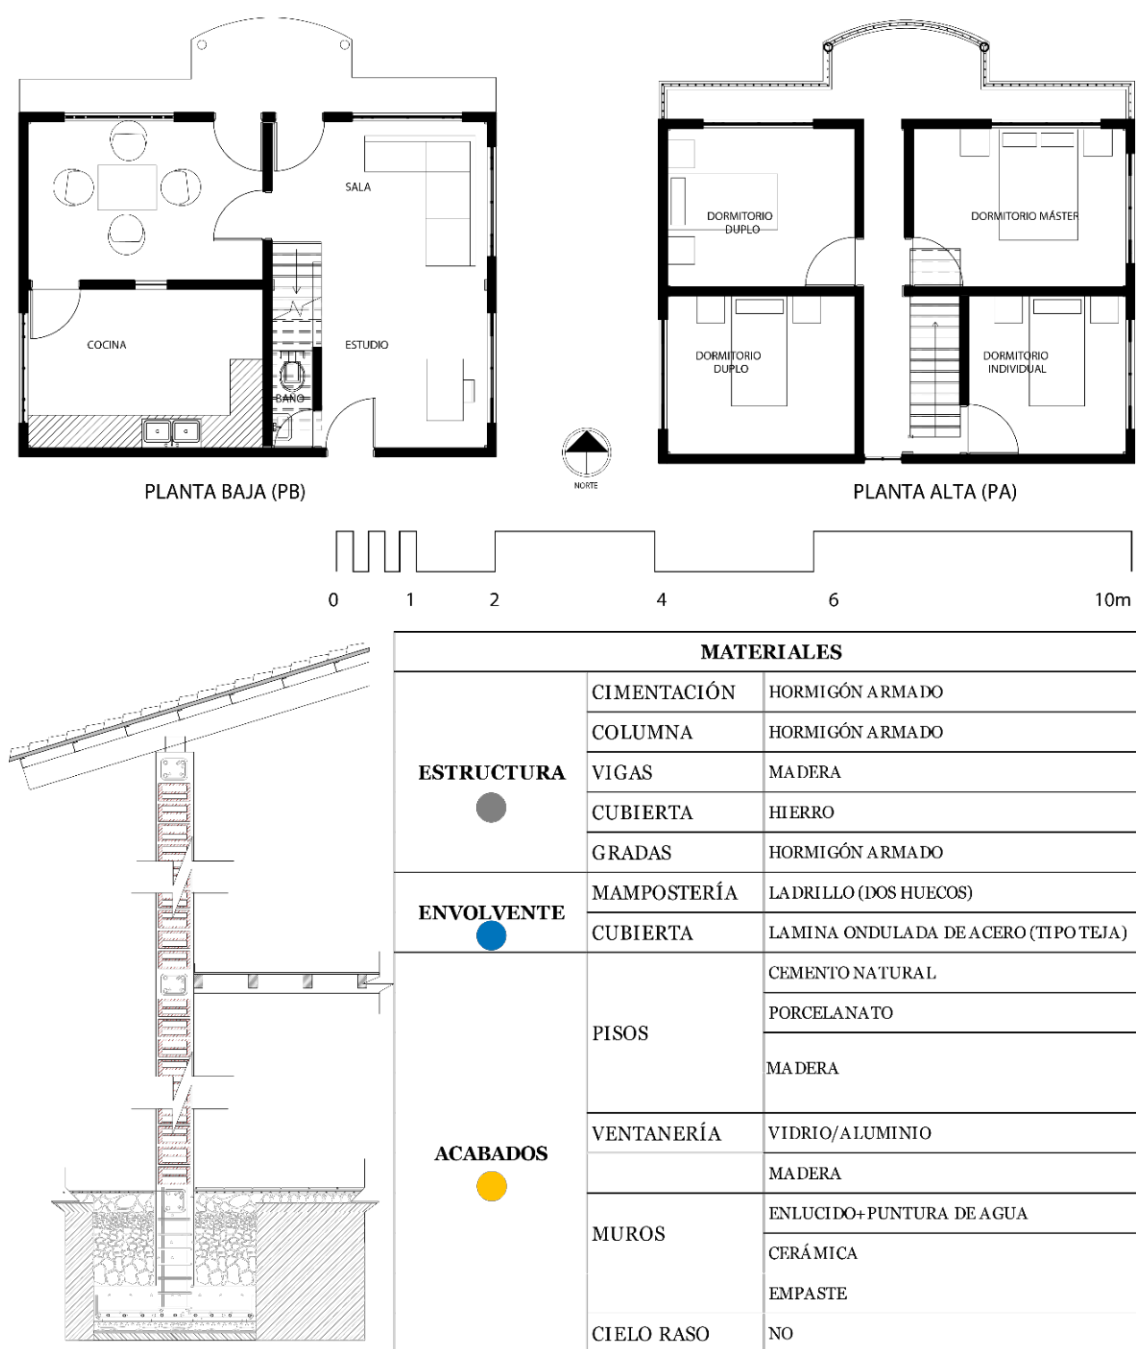 SALA
DORMITORIO
DUPLO
DORMITORIO MÁSTER
COCINA
ESTUDIO
BAÑO
DORMITORIO
DUPLO
DORMITORIO
INDIVIDUAL
PLANTA BAJA (PB)
NORTE
PLANTA ALTA (PA)
0 1 2 4 6 10m
MATERIALES
ESTRUCTURA
CIMENTACIÓN HORMIGÓN ARMADO
COLUMNA HORMIGÓN ARMADO
VIGAS MADERA
CUBIERTA HIERRO
GRADAS HORMIGÓN ARMADO
ENVOLVENTE
MAMPOSTERÍA LADRILLO (DOS HUECOS)
CUBIERTA LAMINA ONDULADA DE ACERO (TIPO TEJA)
ACABADOS
PISOS
CEMENTO NATURAL
PORCELANATO
MADERA
VENTANERÍA VIDRIO/ALUMINIO
MADERA
MUROS
ENLUCIDO+PUNTURA DE AGUA
CERÁMICA
EMPASTE
CIELO RASO NO